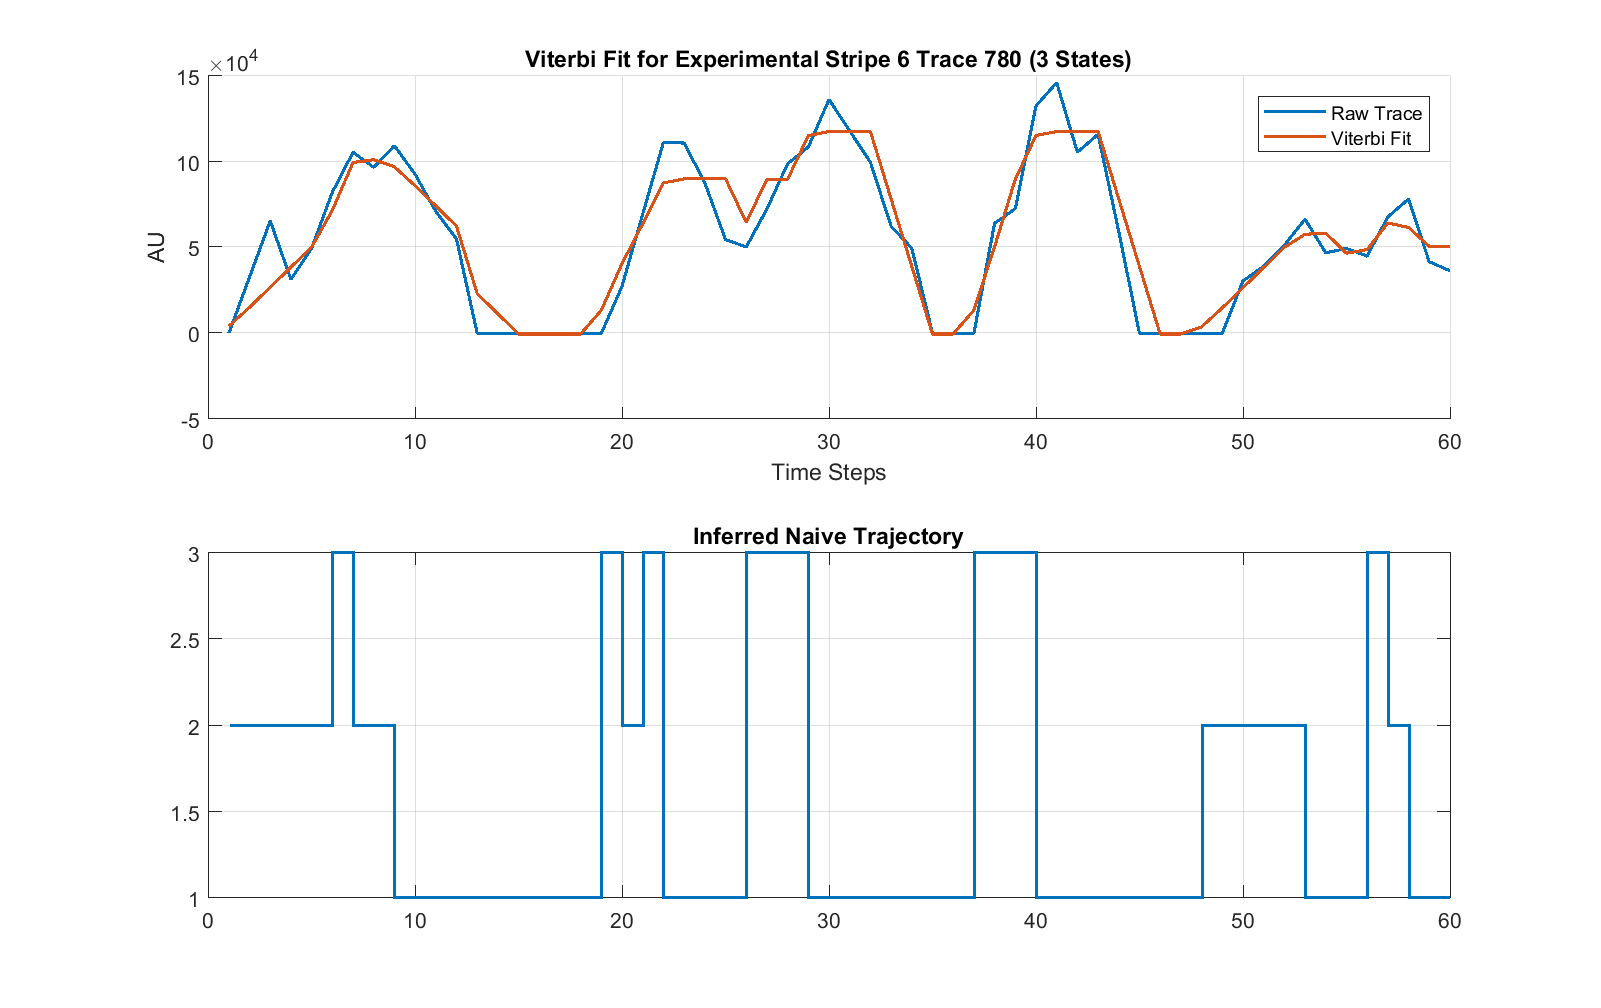 Viterbi Fit for Experimental Stripe 6 Trace 780 (3 States)
×10^4
15
10
5
0
-5
AU
Raw Trace
Viterbi Fit
0 10 20 30 40 50 60
Time Steps
Inferred Naive Trajectory
3
2.5
2
1.5
1
0 10 20 30 40 50 60